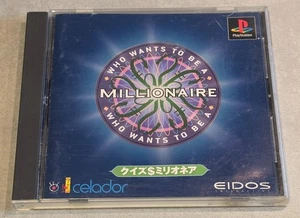 PlayStation
WHO WANTS TO BE A
MILLIONAIRE
WHO WANTS TO BE A
クイズ$ミリオネア
celador
EIDOS